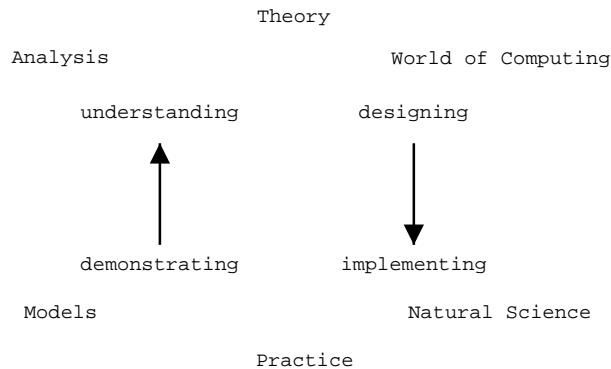 Theory
Analysis
World of Computing
understanding
designing
demonstrating
implementing
Models
Natural Science
Practice